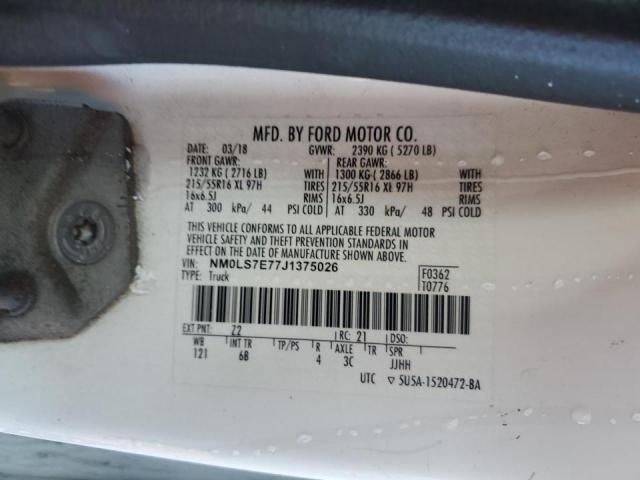 MFD. BY FORD MOTOR CO.
DATE: 03/18 GVWR: 2390 KG ( 5270 LB)
FRONT GAWR: REAR GAWR:
1232 KG ( 2716 LB) WITH 1300 KG ( 2866 LB) WITH
215/55R16 XL 97H TIRES 215/55R16 XL 97H TIRES
16x6.5J RIMS 16x6.5J RIMS
AT 300 kPa/ 44 PSI COLD AT 330 kPa/ 48 PSI COLD
THIS VEHICLE CONFORMS TO ALL APPLICABLE FEDERAL MOTOR
VEHICLE SAFETY AND THEFT PREVENTION STANDARDS IN
EFFECT ON THE DATE OF MANUFACTURE SHOWN ABOVE.
VIN: NM0LS7E77J1375026 F0362
TYPE: Truck T0776
EXT PNT: Z2 RC: 21 DSO:
WB INT TR TP/PS R AXLE TR SPR
121 6B 4 3C JJHH
UTC ▽ 5U5A-1520472-BA